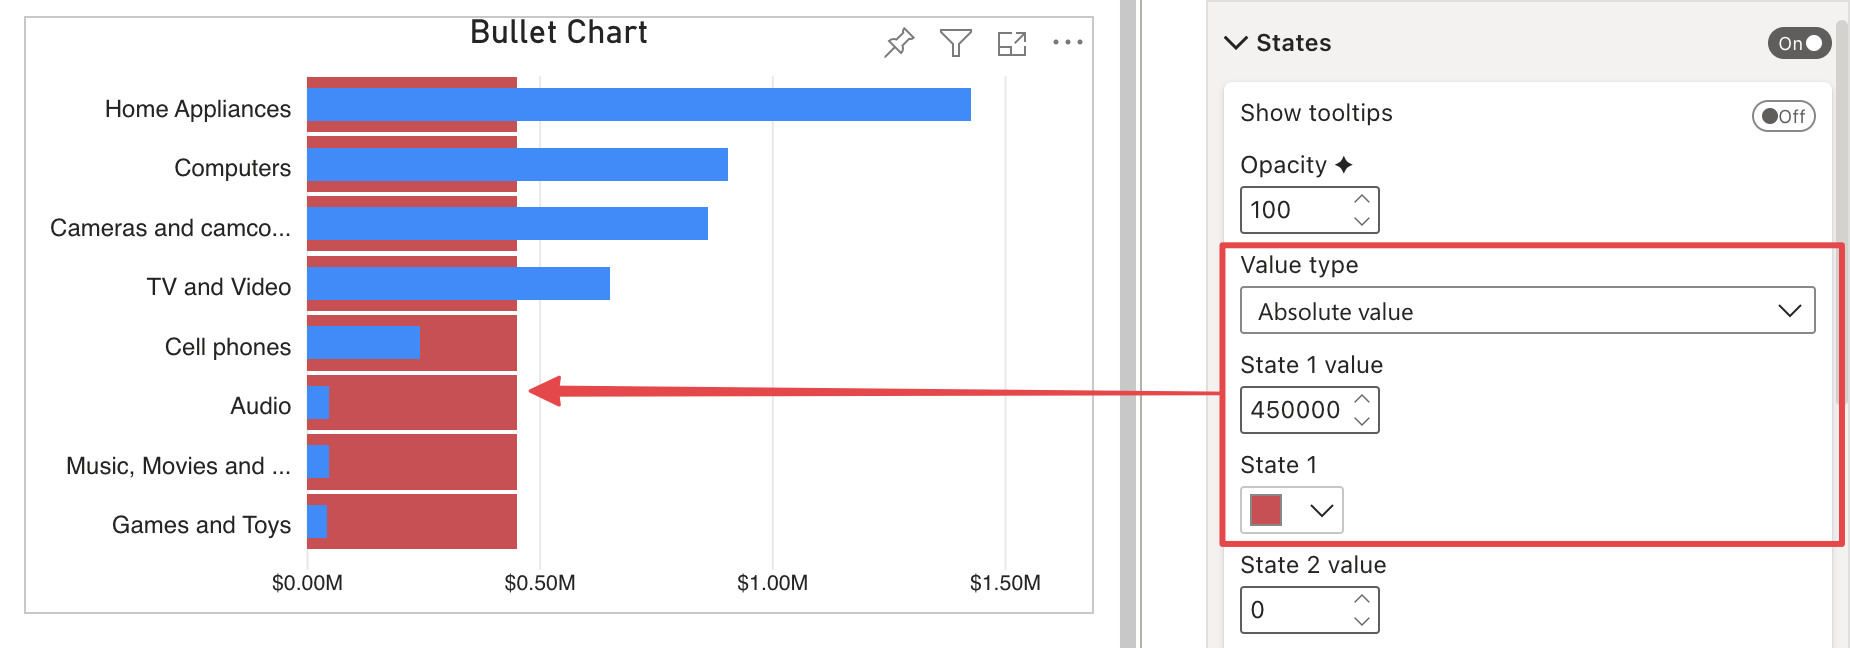 Bullet Chart
Home Appliances
Computers
Cameras and camco...
TV and Video
Cell phones
Audio
Music, Movies and ...
Games and Toys
$0.00M $0.50M $1.00M $1.50M
States On
Show tooltips Off
Opacity
100
Value type
Absolute value
State 1 value
450000
State 1
State 2 value
0